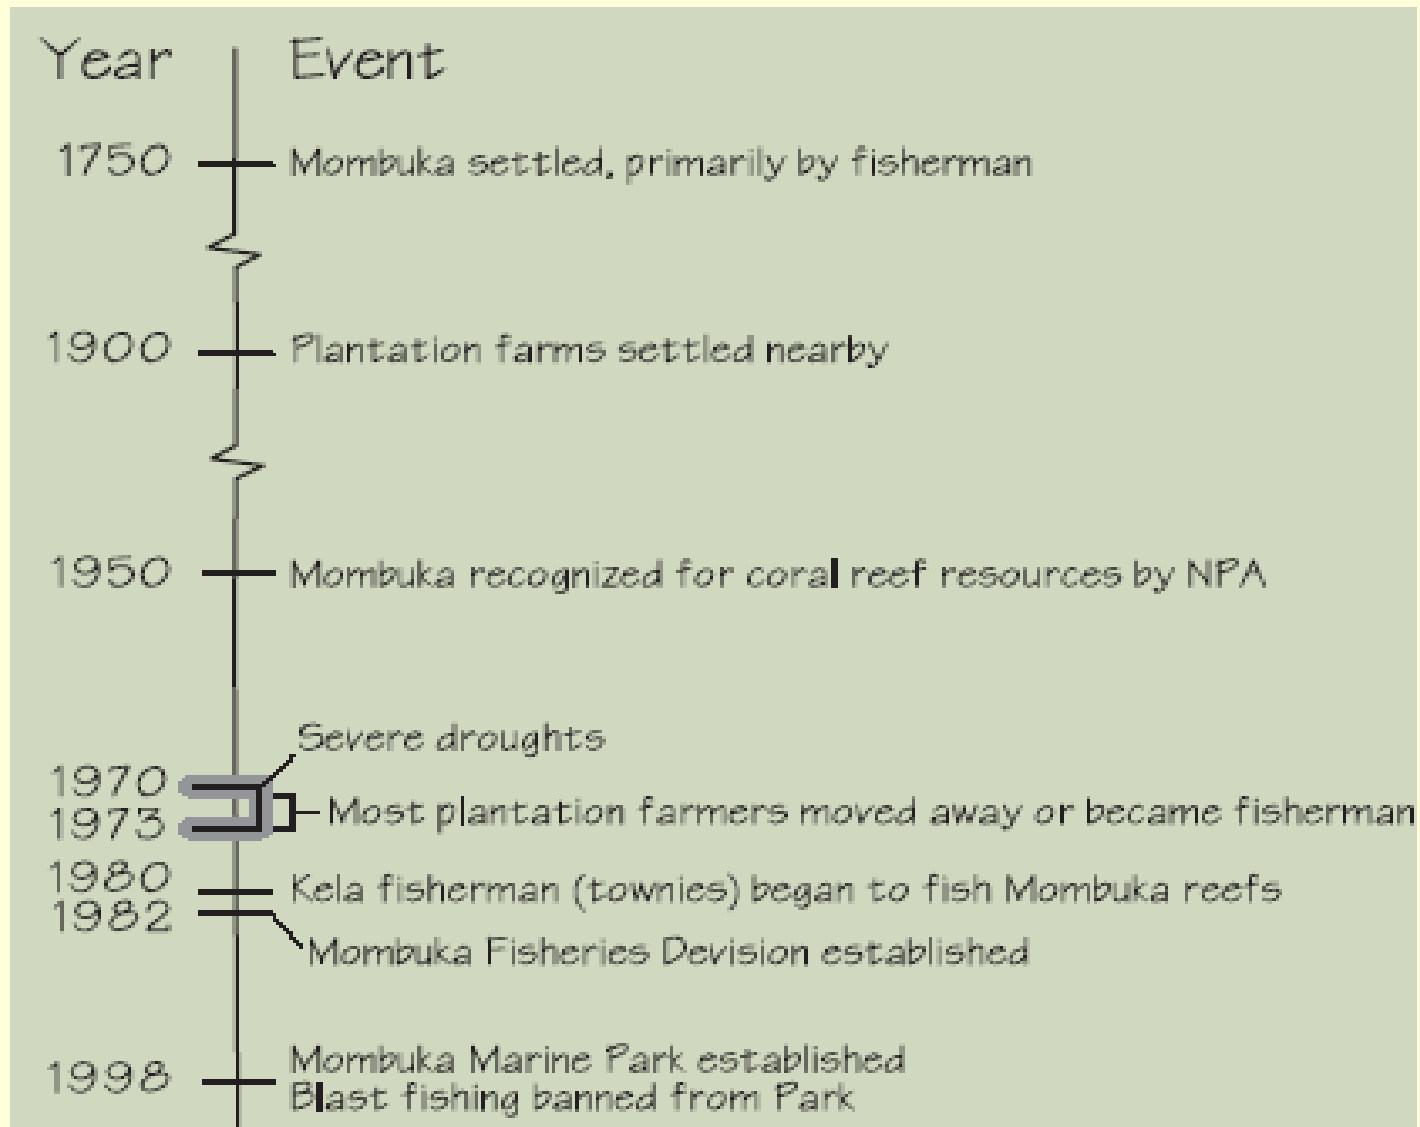 Year Event
1750 Mombuka settled, primarily by fisherman
1900 Plantation farms settled nearby
1950 Mombuka recognized for coral reef resources by NPA
Severe droughts
1970
1973 Most plantation farmers moved away or became fisherman
1980 Kela fisherman (townies) began to fish Mombuka reefs
1982
Mombuka Fisheries Devision established
1998 Mombuka Marine Park established
Blast fishing banned from Park